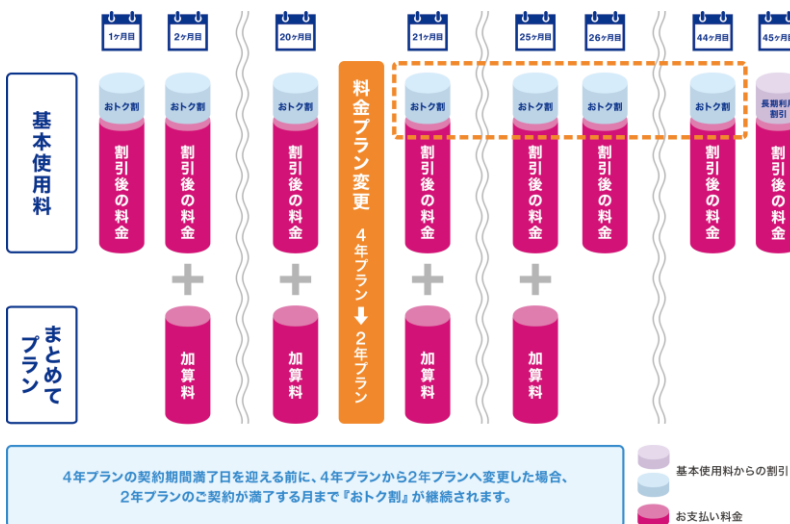 1ヶ月目
2ヶ月目
20ヶ月目
21ヶ月目
25ヶ月目
26ヶ月目
44ヶ月目
45ヶ月目
基本使用料
おトク割
おトク割
おトク割
おトク割
おトク割
おトク割
おトク割
長期利用
割引
割引後の料金
割引後の料金
割引後の料金
割引後の料金
割引後の料金
割引後の料金
割引後の料金
割引後の料金
料金プラン変更 4年プラン
2年プラン
+
+
+
+
まとめて
プラン
加算料
加算料
加算料
加算料
4年プランの契約期間満了日を迎える前に、4年プランから2年プランへ変更した場合、
2年プランのご契約が満了する月まで『おトク割』が継続されます。
基本使用料からの割引
お支払い料金